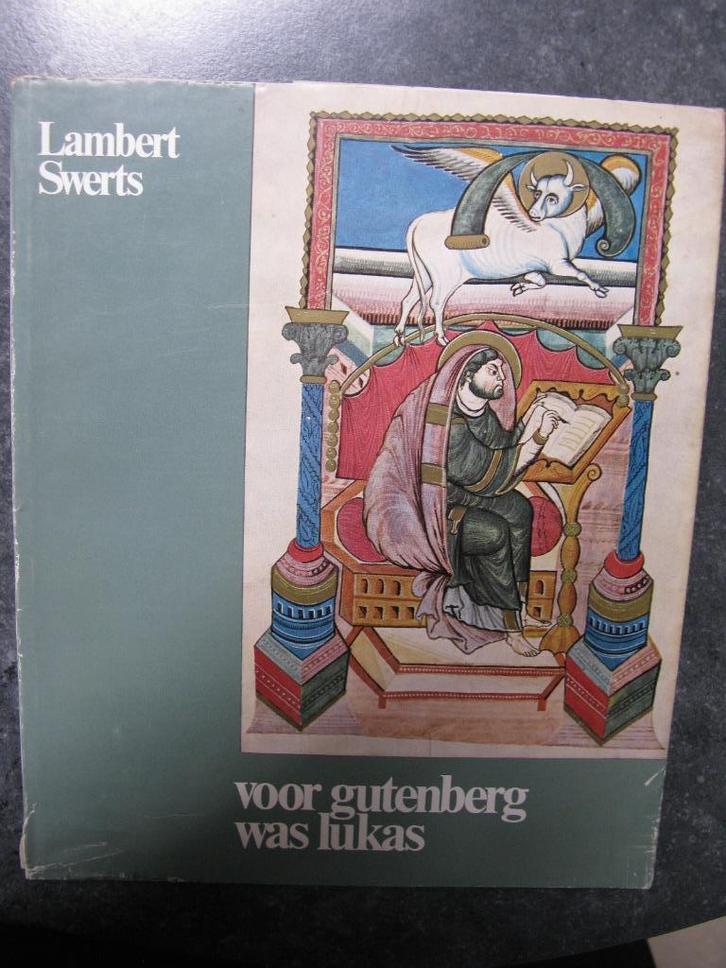 Lambert
Swerts
voor gutenberg
was lukas